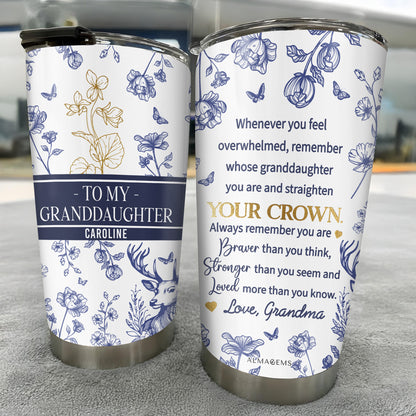 - TO MY -
GRANDDAUGHTER
CAROLINE
Whenever you feel
overwhelmed, remember
whose granddaughter
you are and straighten
YOUR CROWN.
Always remember you are
Braver than you think,
Stronger than you seem and
Loved more than you know.
Love, Grandma
ALMAGEMS